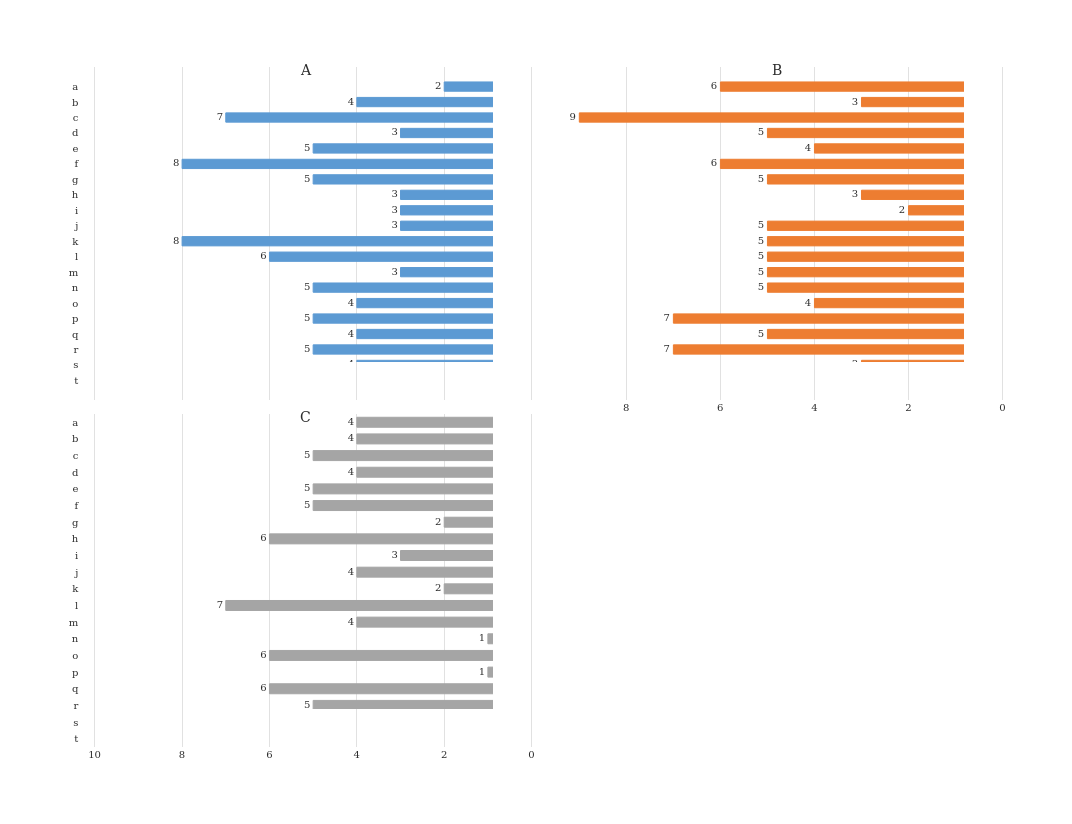 A
B
a 2 6
b 4 3
c 7 9
d 3 5
e 5 4
f 8 6
g 5 5
h 3 3
i 3 2
j 3 5
k 8 5
l 6 5
m 3 5
n 5 5
o 4 4
p 5 7
q 4 5
r 5 7
s
t
8 6 4 2 0
C
a 4
b 4
c 5
d 4
e 5
f 5
g 2
h 6
i 3
j 4
k 2
l 7
m 4
n 1
o 6
p 1
q 6
r 5
s
t
10 8 6 4 2 0